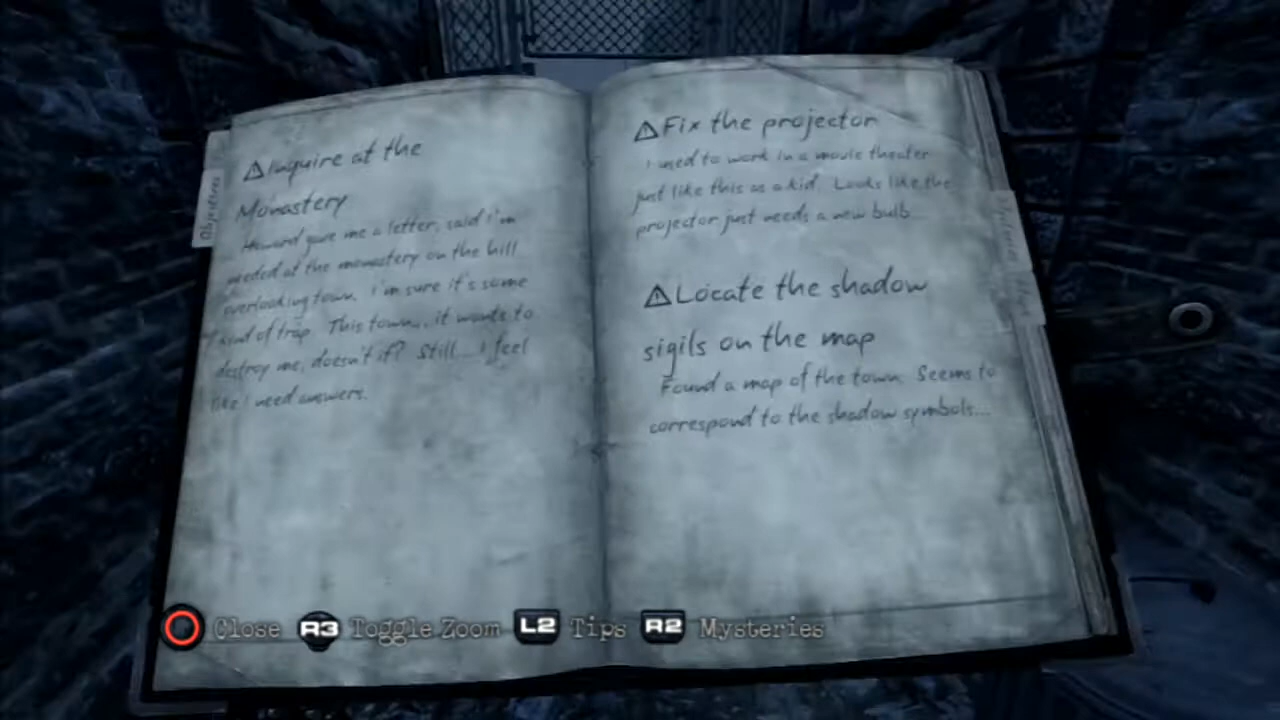 Objectives
Inquire at the
Monastery
Howard gave me a letter, said I'm
needed at the monastery on the hill
overlooking town. I'm sure it's some
kind of trap. This town...it wants to
destroy me, doesn't it? Still... I feel
like I need answers.
Fix the projector
I used to work in a movie theater
just like this as a kid. Looks like the
projector just needs a new bulb.
Locate the shadow
sigils on the map
Found a map of the town. Seems to
correspond to the shadow symbols...
Close R3 Toggle Zoom L2 Tips R2 Mysteries